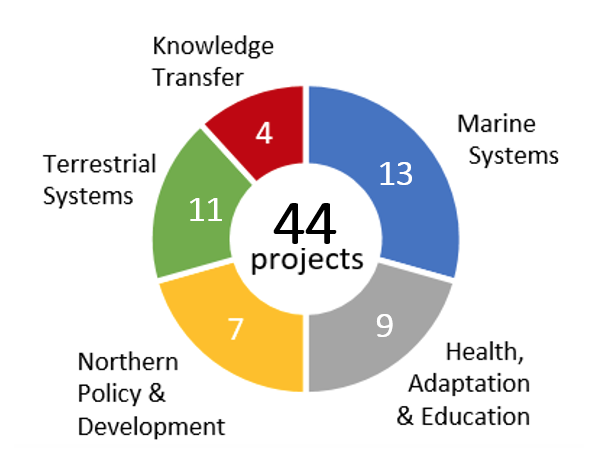 Knowledge
Transfer
4
Marine
Systems
13
Terrestrial
Systems
11
44
projects
7
9
Northern
Policy &
Development
Health,
Adaptation
& Education